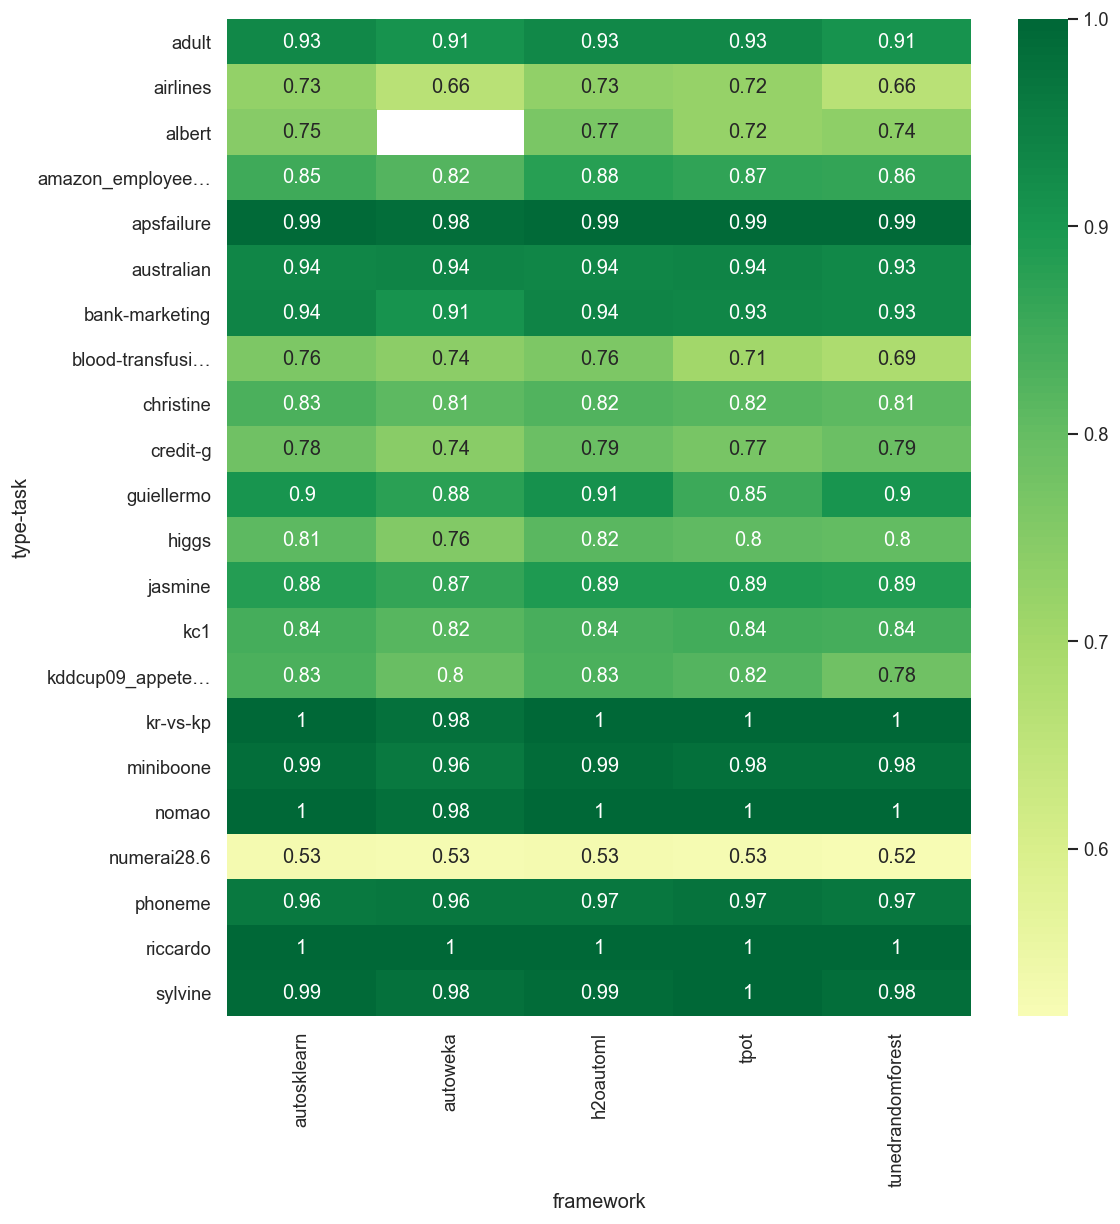 adult 0.93 0.91 0.93 0.93 0.91
airlines 0.73 0.66 0.73 0.72 0.66
albert 0.75 0.77 0.72 0.74
amazon_employee… 0.85 0.82 0.88 0.87 0.86
apsfailure 0.99 0.98 0.99 0.99 0.99
australian 0.94 0.94 0.94 0.94 0.93
bank-marketing 0.94 0.91 0.94 0.93 0.93
blood-transfusi… 0.76 0.74 0.76 0.71 0.69
christine 0.83 0.81 0.82 0.82 0.81
credit-g 0.78 0.74 0.79 0.77 0.79
guiellermo 0.9 0.88 0.91 0.85 0.9
higgs 0.81 0.76 0.82 0.8 0.8
jasmine 0.88 0.87 0.89 0.89 0.89
kc1 0.84 0.82 0.84 0.84 0.84
kddcup09_appete… 0.83 0.8 0.83 0.82 0.78
kr-vs-kp 1 0.98 1 1 1
miniboone 0.99 0.96 0.99 0.98 0.98
nomao 1 0.98 1 1 1
numerai28.6 0.53 0.53 0.53 0.53 0.52
phoneme 0.96 0.96 0.97 0.97 0.97
riccardo 1 1 1 1 1
sylvine 0.99 0.98 0.99 1 0.98
type-task
autosklearn
autoweka
h2oautoml
tpot
tunedrandomforest
framework
1.0
0.9
0.8
0.7
0.6